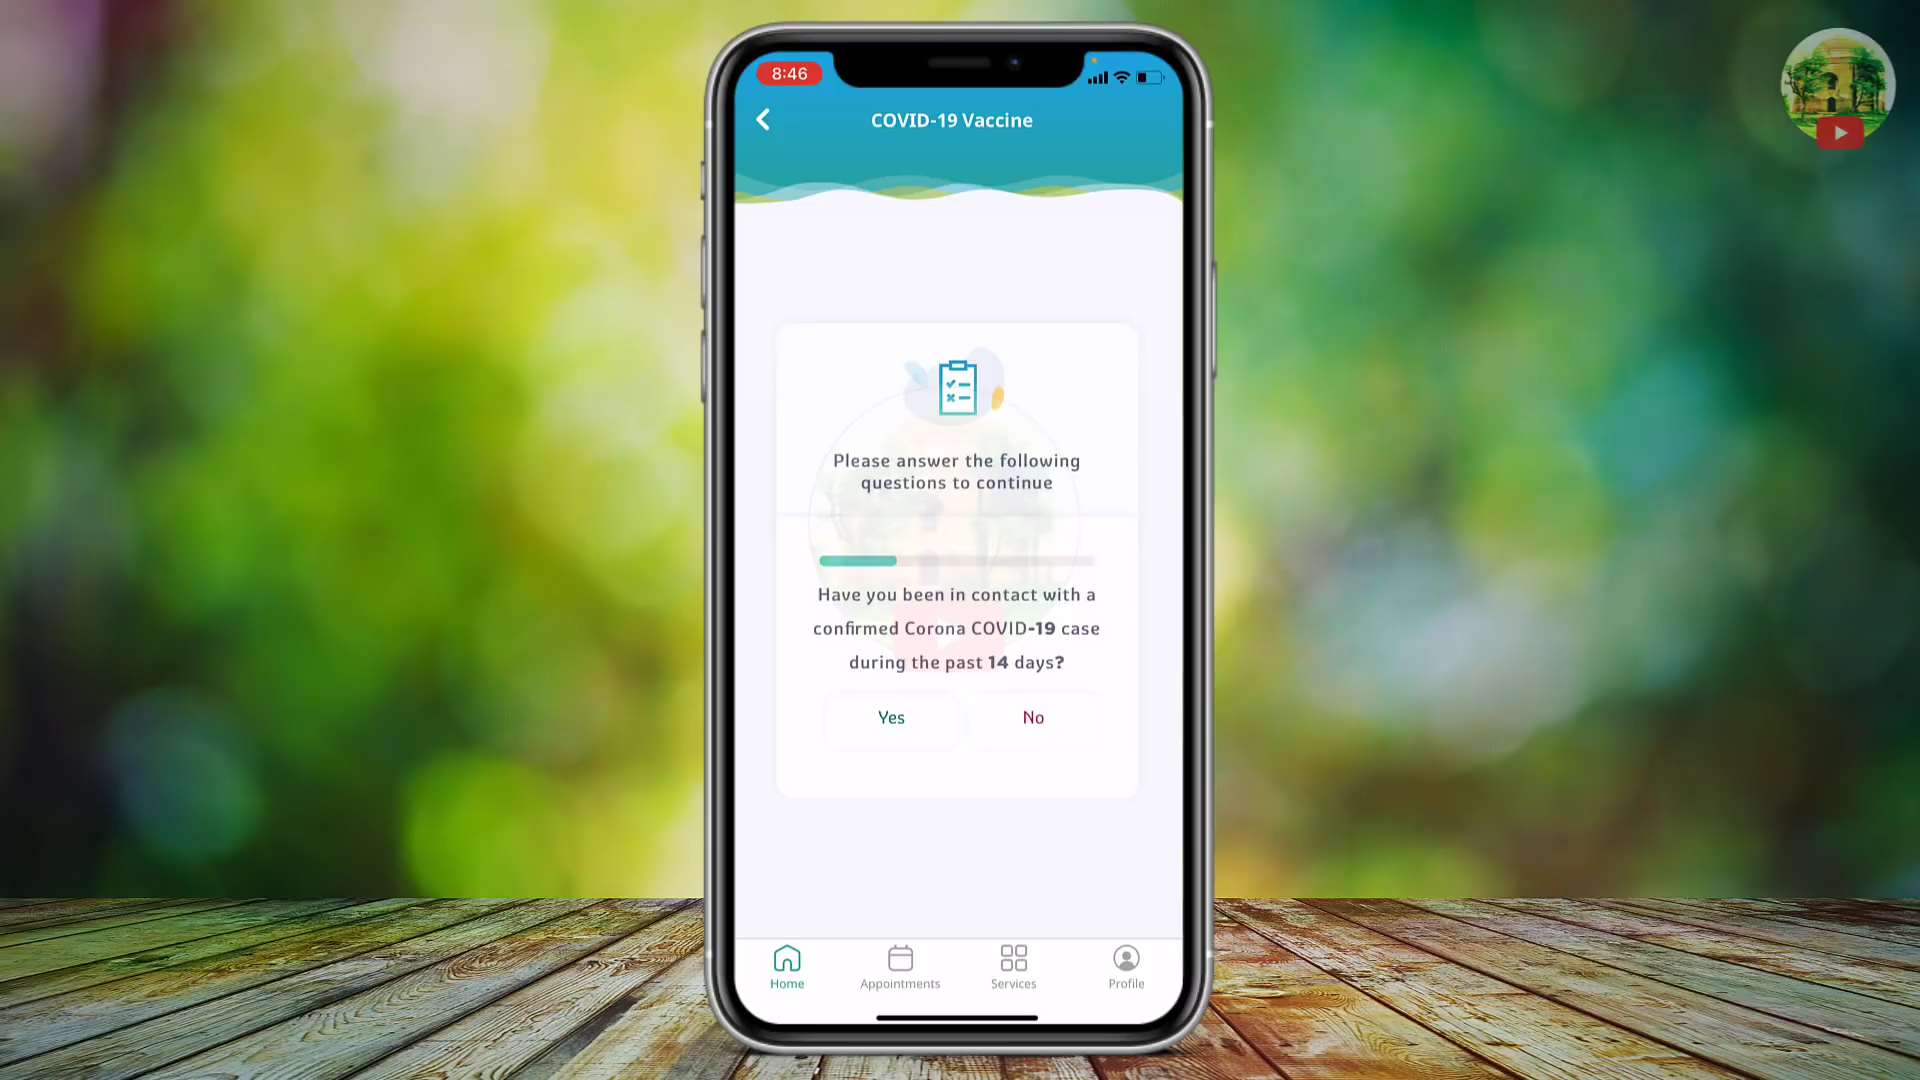 8:46
COVID-19 Vaccine
Please answer the following
questions to continue
Have you been in contact with a
confirmed Corona COVID-19 case
during the past 14 days?
Yes
No
Home
Appointments
Services
Profile